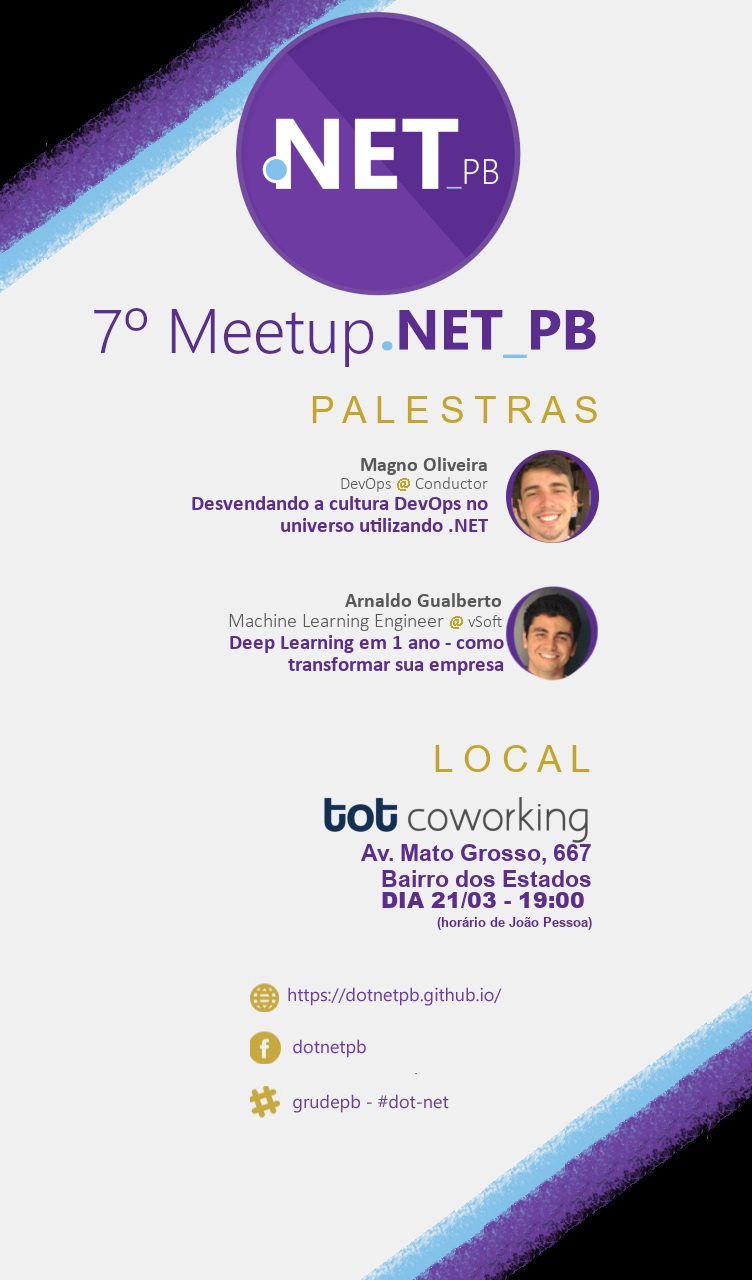 .NET_PB
7º Meetup .NET_PB
PALESTRAS
Magno Oliveira
DevOps @ Conductor
Desvendando a cultura DevOps no
universo utilizando .NET
Arnaldo Gualberto
Machine Learning Engineer @ vSoft
Deep Learning em 1 ano - como
transformar sua empresa
LOCAL
tot coworking
Av. Mato Grosso, 667
Bairro dos Estados
DIA 21/03 - 19:00
(horário de João Pessoa)
https://dotnetpb.github.io/
dotnetpb
grudepb - #dot-net